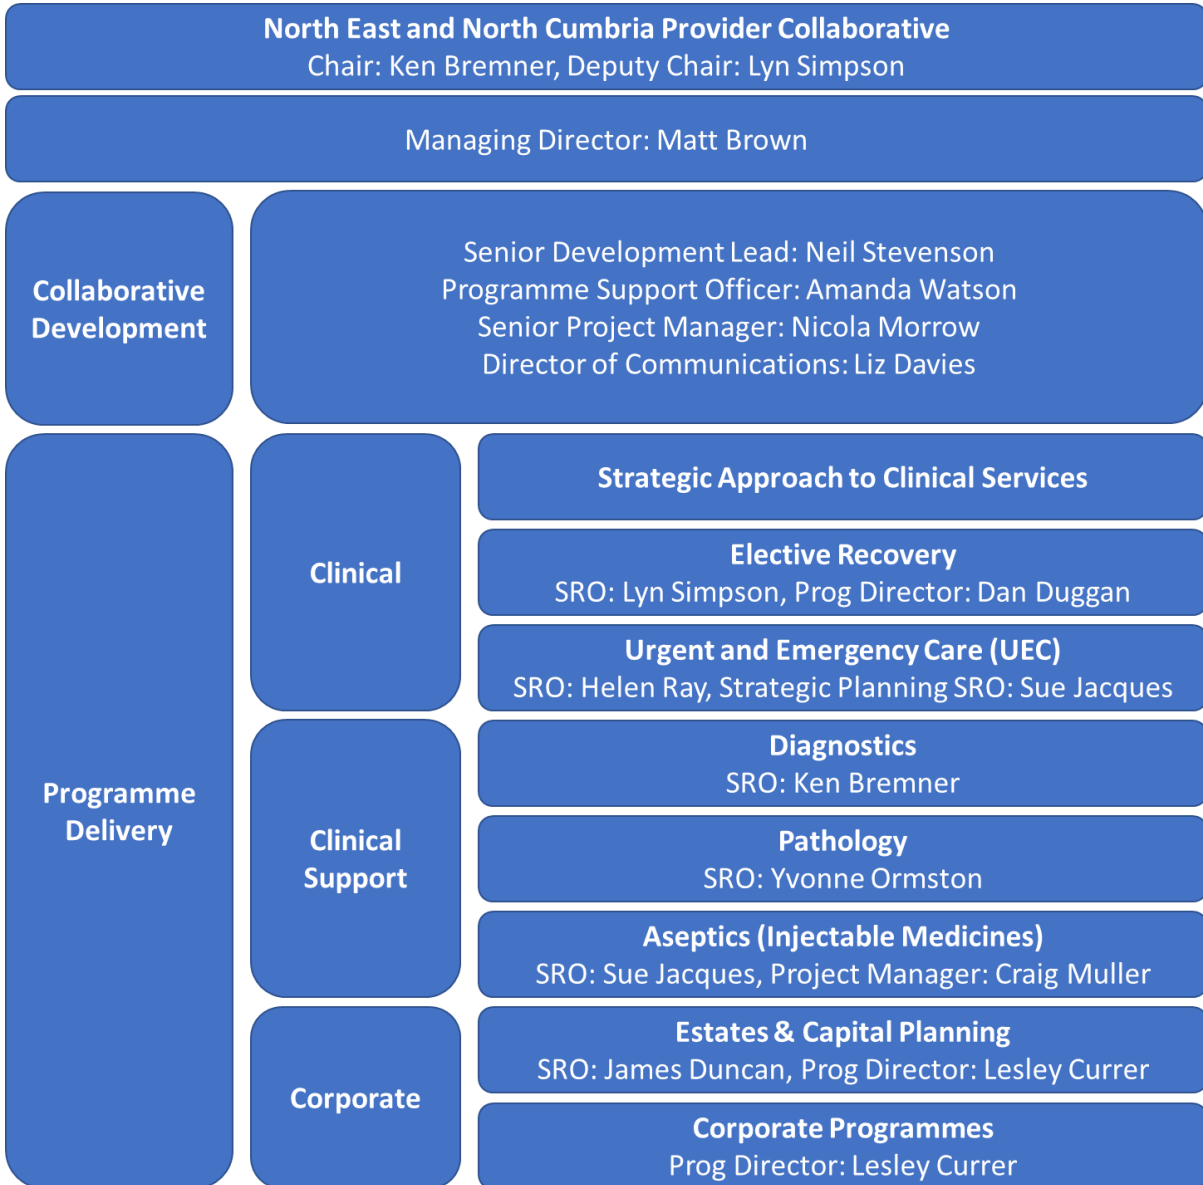 North East and North Cumbria Provider Collaborative
Chair: Ken Bremner, Deputy Chair: Lyn Simpson
Managing Director: Matt Brown
Collaborative
Development
Senior Development Lead: Neil Stevenson
Programme Support Officer: Amanda Watson
Senior Project Manager: Nicola Morrow
Director of Communications: Liz Davies
Programme
Delivery
Clinical
Strategic Approach to Clinical Services
Elective Recovery
SRO: Lyn Simpson, Prog Director: Dan Duggan
Urgent and Emergency Care (UEC)
SRO: Helen Ray, Strategic Planning SRO: Sue Jacques
Clinical
Support
Diagnostics
SRO: Ken Bremner
Pathology
SRO: Yvonne Ormston
Aseptics (Injectable Medicines)
SRO: Sue Jacques, Project Manager: Craig Muller
Corporate
Estates & Capital Planning
SRO: James Duncan, Prog Director: Lesley Currer
Corporate Programmes
Prog Director: Lesley Currer